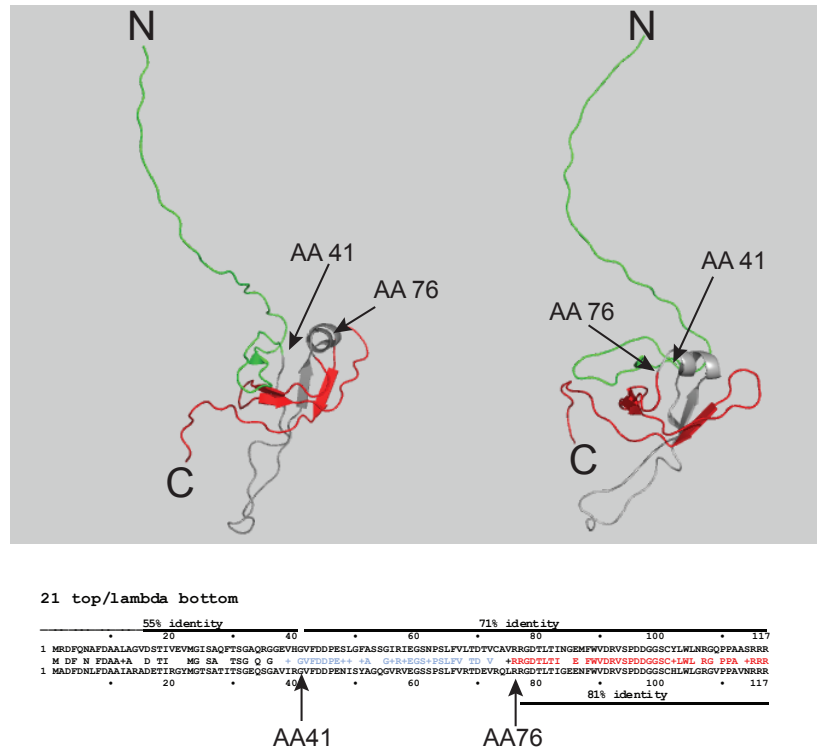 N
N
AA 41
AA 41
AA 76
AA 76
C
C
21 top/lambda bottom
55% identity 71% identity
• 20 • 40 • 60 • 80 • 100 • 117
1 MRDFQNAFDAALAGVDSTIVEVMGISAQFTSGAQRGGEVHGVFDDPESLGFASSGIRIEGSNPSLFVLTDTVCAVRRGDTLTINGEMFWVDRVSPDDGGSCYLWLNRGQPPAASRRR
M DF N FDAA+A D TI MG SA TSG Q G + GVFDDPE++ +A G+R+EGS+PSLFV TD V +RRGDTLTI E FWVDRVSPDDGGSC+LWL RG PPA +RRR
1 MADFDNLFDAAIARADETIRGYMGTSATITSGEQSGAVIRGVFDDPENISYAGQGVRVEGSSPSLFVRTDEVRQLRRGDTLTIGEENFWVDRVSPDDGGSCHLWLGRGVPPAVNRRR
• 20 • 40 • 60 • 80 • 100 • 117
81% identity
AA41 AA76